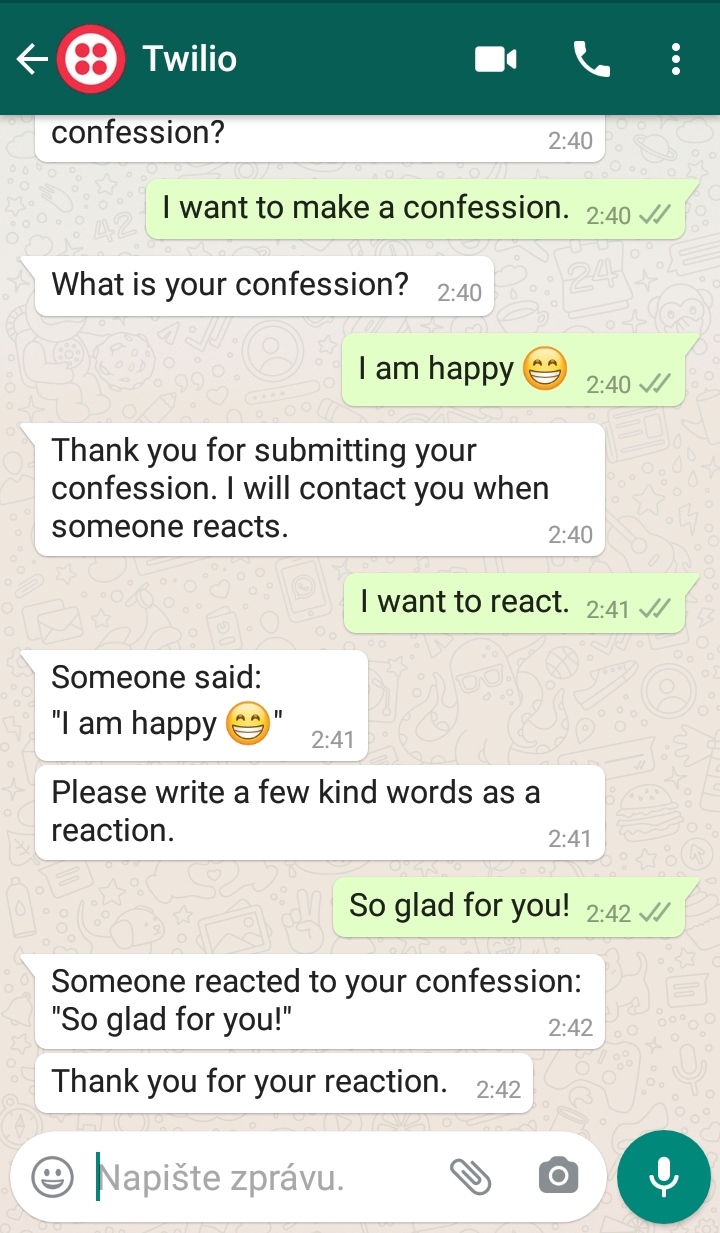 Twilio
confession?
2:40
I want to make a confession. 2:40
What is your confession? 2:40
I am happy 😁 2:40
Thank you for submitting your
confession. I will contact you when
someone reacts. 2:40
I want to react. 2:41
Someone said:
"I am happy 😁" 2:41
Please write a few kind words as a
reaction. 2:41
So glad for you! 2:42
Someone reacted to your confession:
"So glad for you!" 2:42
Thank you for your reaction. 2:42
Napište zprávu.